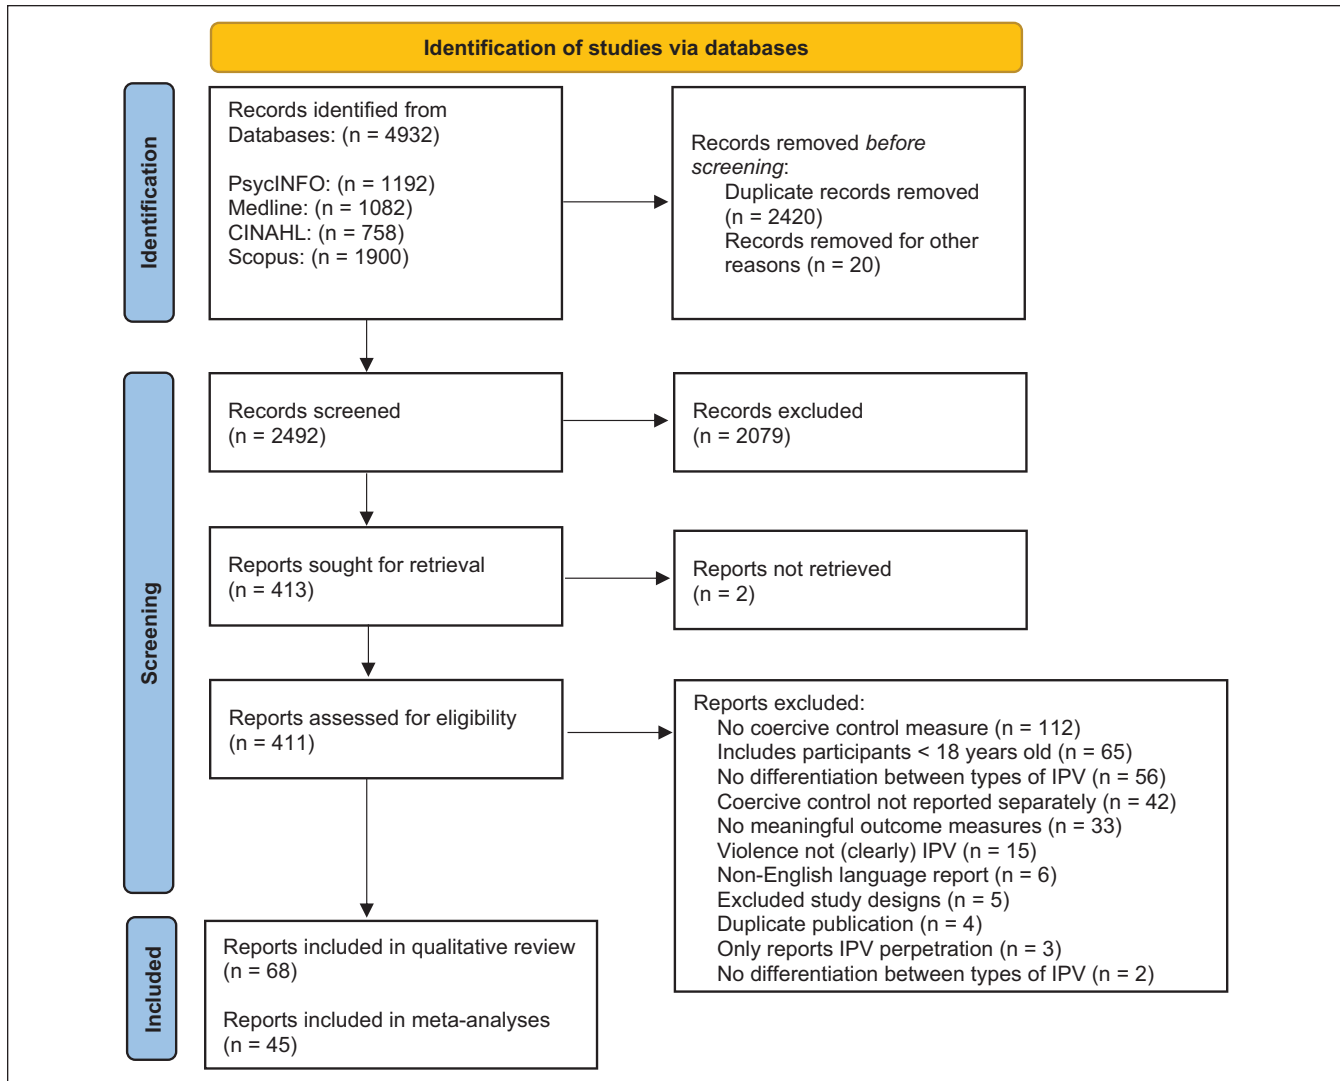 Identification of studies via databases
Identification
Records identified from
Databases: (n = 4932)
PsycINFO: (n = 1192)
Medline: (n = 1082)
CINAHL: (n = 758)
Scopus: (n = 1900)
Records removed before
screening:
Duplicate records removed
(n = 2420)
Records removed for other
reasons (n = 20)
Screening
Records screened
(n = 2492)
Records excluded
(n = 2079)
Reports sought for retrieval
(n = 413)
Reports not retrieved
(n = 2)
Reports assessed for eligibility
(n = 411)
Reports excluded:
No coercive control measure (n = 112)
Includes participants < 18 years old (n = 65)
No differentiation between types of IPV (n = 56)
Coercive control not reported separately (n = 42)
No meaningful outcome measures (n = 33)
Violence not (clearly) IPV (n = 15)
Non-English language report (n = 6)
Excluded study designs (n = 5)
Duplicate publication (n = 4)
Only reports IPV perpetration (n = 3)
No differentiation between types of IPV (n = 2)
Included
Reports included in qualitative review
(n = 68)
Reports included in meta-analyses
(n = 45)